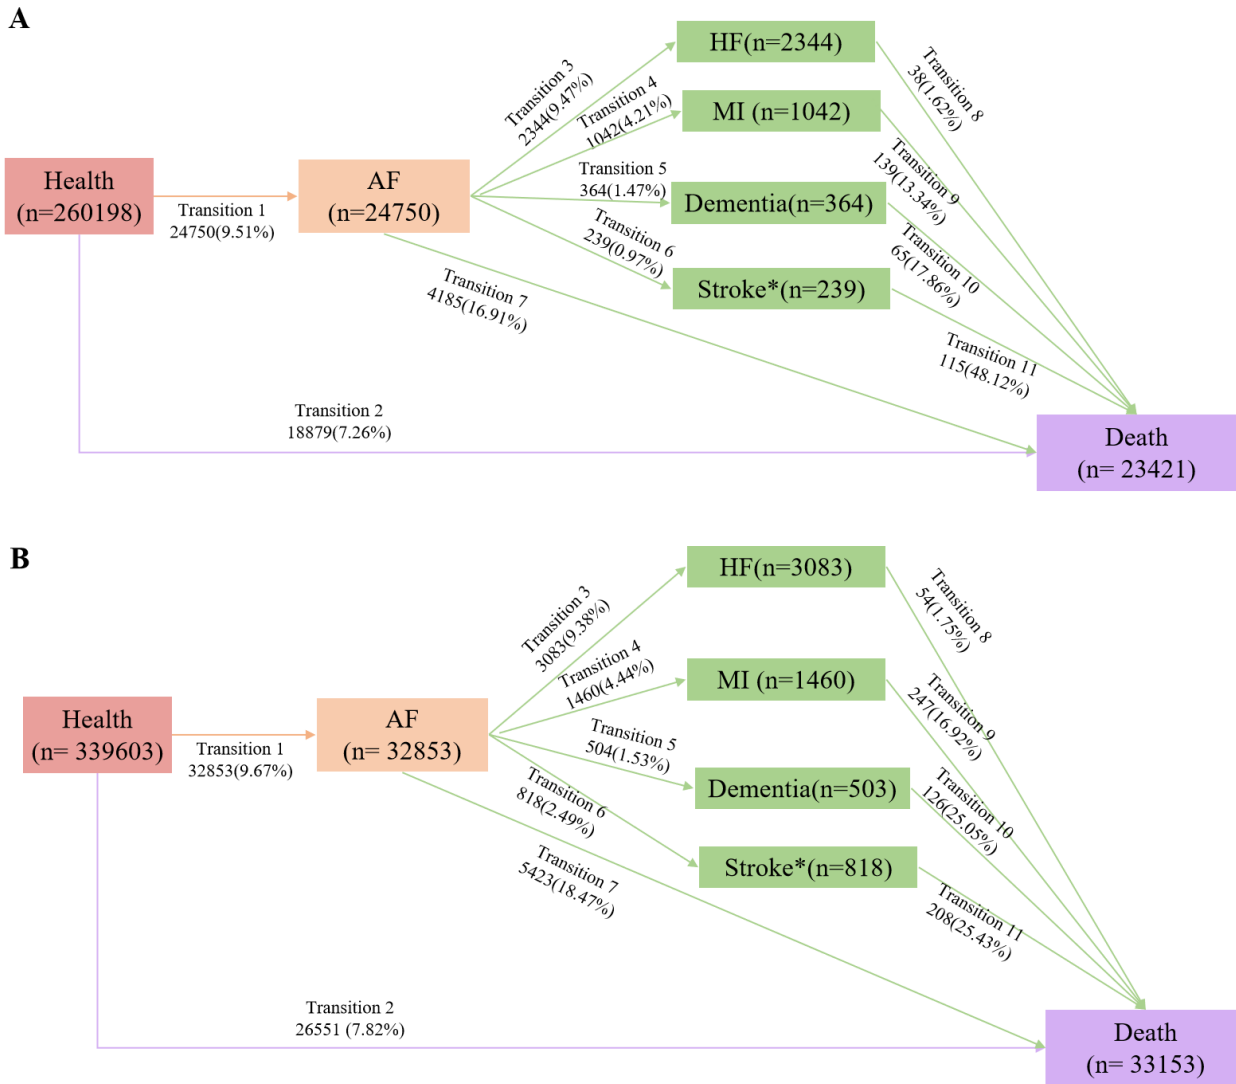 A
HF(n=2344)
MI (n=1042)
Dementia(n=364)
Stroke*(n=239)
Health
(n=260198)
AF
(n=24750)
Transition 1
24750(9.51%)
Transition 3
2344(9.47%)
Transition 4
1042(4.21%)
Transition 5
364(1.47%)
Transition 6
239(0.97%)
Transition 7
4185(16.91%)
Transition 8
38(1.62%)
Transition 9
139(13.34%)
Transition 10
65(17.86%)
Transition 11
115(48.12%)
Transition 2
18879(7.26%)
Death
(n= 23421)
B
HF(n=3083)
MI (n=1460)
Dementia(n=503)
Stroke*(n=818)
Health
(n= 339603)
AF
(n= 32853)
Transition 1
32853(9.67%)
Transition 3
3083(9.38%)
Transition 4
1460(4.44%)
Transition 5
504(1.53%)
Transition 6
818(2.49%)
Transition 7
5423(18.47%)
Transition 8
54(1.75%)
Transition 9
247(16.92%)
Transition 10
126(25.05%)
Transition 11
208(25.43%)
Transition 2
26551 (7.82%)
Death
(n= 33153)